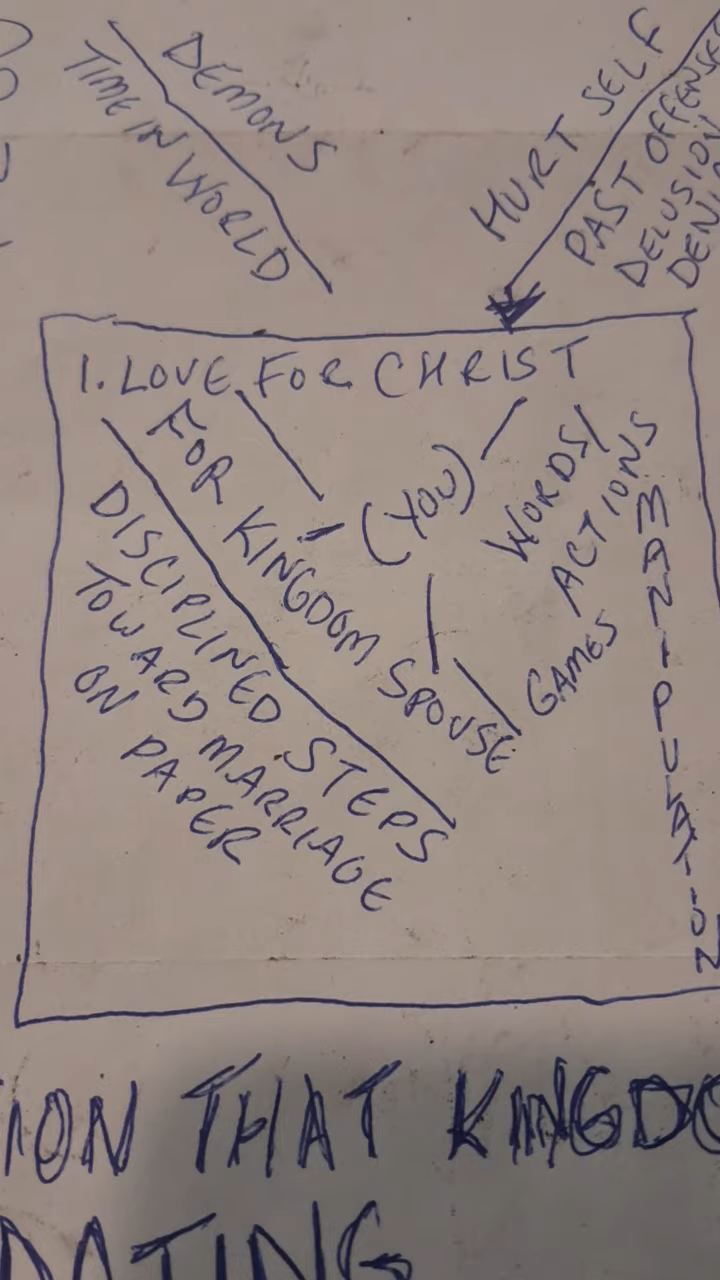 DEMONS
TIME IN WORLD
HURT SELF
PAST OFFENSE
DELUSION
1. LOVE FOR CHRIST
FOR KINGDOM SPOUSE
(YOU)
WORDS/
ACTIONS
GAMES
MANIPULATION
DISCIPLINED STEPS
TOWARD MARRIAGE
ON PAPER
ION THAT KINGDO
DATING